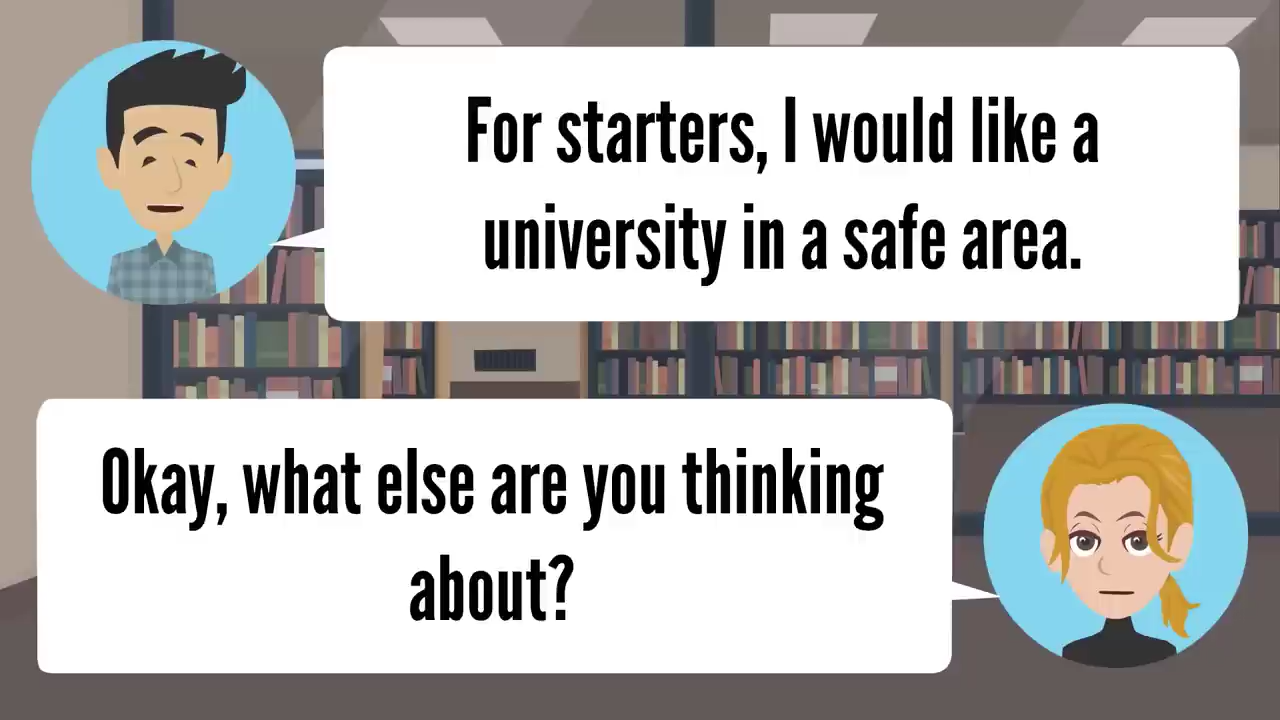 For starters, I would like a
university in a safe area.
Okay, what else are you thinking
about?